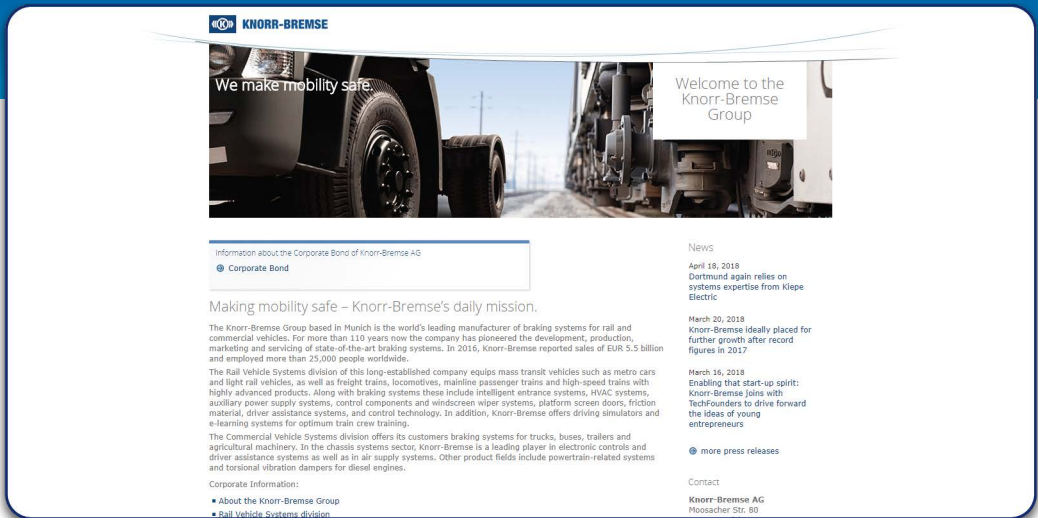 KNORR-BREMSE
We make mobility safe.
Welcome to the
Knorr-Bremse
Group
Information about the Corporate Bond of Knorr-Bremse AG
Corporate Bond
Making mobility safe – Knorr-Bremse's daily mission.
The Knorr-Bremse Group based in Munich is the world's leading manufacturer of braking systems for rail and
commercial vehicles. For more than 110 years now the company has pioneered the development, production,
marketing and servicing of state-of-the-art braking systems. In 2016, Knorr-Bremse reported sales of EUR 5.5 billion
and employed more than 25,000 people worldwide.
The Rail Vehicle Systems division of this long-established company equips mass transit vehicles such as metro cars
and light rail vehicles, as well as freight trains, locomotives, mainline passenger trains and high-speed trains with
highly advanced products. Along with braking systems these include intelligent entrance systems, HVAC systems,
auxiliary power supply systems, control components and windscreen wiper systems, platform screen doors, friction
material, driver assistance systems, and control technology. In addition, Knorr-Bremse offers driving simulators and
e-learning systems for optimum train crew training.
The Commercial Vehicle Systems division offers its customers braking systems for trucks, buses, trailers and
agricultural machinery. In the chassis systems sector, Knorr-Bremse is a leading player in electronic controls and
driver assistance systems as well as in air supply systems. Other product fields include powertrain-related systems
and torsional vibration dampers for diesel engines.
Corporate Information:
About the Knorr-Bremse Group
Rail Vehicle Systems division
News
April 18, 2018
Dortmund again relies on
systems expertise from Kiepe
Electric
March 20, 2018
Knorr-Bremse ideally placed for
further growth after record
figures in 2017
March 16, 2018
Enabling that start-up spirit:
Knorr-Bremse joins with
TechFounders to drive forward
the ideas of young
entrepreneurs
more press releases
Contact
Knorr-Bremse AG
Moosacher Str. 80